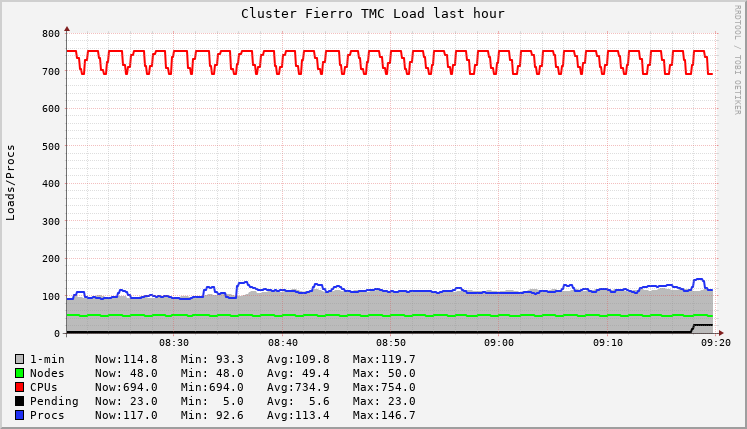 Cluster Fierro TMC Load last hour
RRDTOOL / TOBI OETIKER
Loads/Procs
800
700
600
500
400
300
200
100
0
08:30 08:40 08:50 09:00 09:10 09:20
1-min Now:114.8 Min: 93.3 Avg:109.8 Max:119.7
Nodes Now: 48.0 Min: 48.0 Avg: 49.4 Max: 50.0
CPUs Now:694.0 Min:694.0 Avg:734.9 Max:754.0
Pending Now: 23.0 Min: 5.0 Avg: 5.6 Max: 23.0
Procs Now:117.0 Min: 92.6 Avg:113.4 Max:146.7